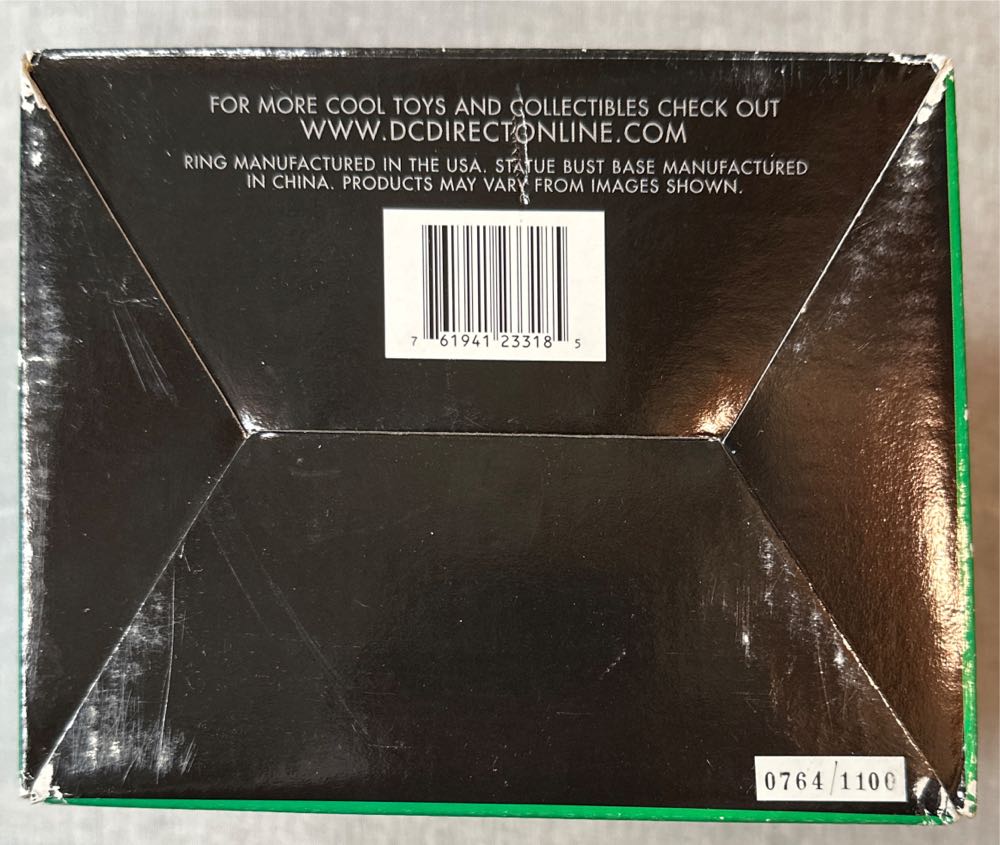 FOR MORE COOL TOYS AND COLLECTIBLES CHECK OUT
WWW.DCDIRECTONLINE.COM
RING MANUFACTURED IN THE USA. STATUE BUST BASE MANUFACTURED
IN CHINA. PRODUCTS MAY VARY FROM IMAGES SHOWN.
7 61941 23318 5
0764/1100